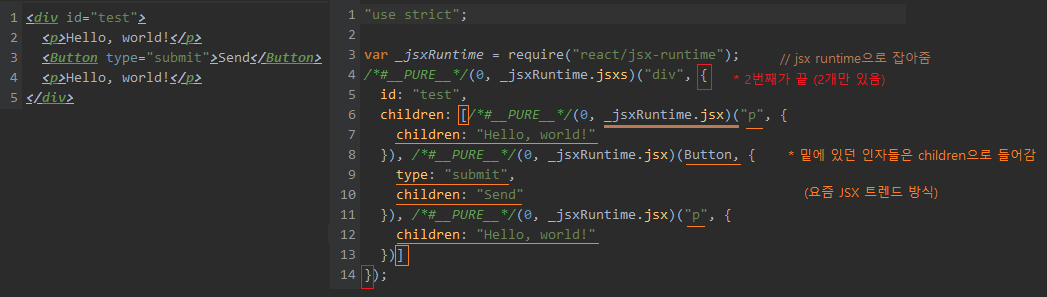 1 <div id="test">
2 <p>Hello, world!</p>
3 <Button type="submit">Send</Button>
4 <p>Hello, world!</p>
5 </div>
1 "use strict";
2
3 var _jsxRuntime = require("react/jsx-runtime"); // jsx runtime으로 잡아줌
4 /*#__PURE__*/(0, _jsxRuntime.jsxs)("div", { * 2번째가 끝 (2개만 있음)
5 id: "test",
6 children: [/*#__PURE__*/(0, _jsxRuntime.jsx)("p", {
7 children: "Hello, world!"
8 }), /*#__PURE__*/(0, _jsxRuntime.jsx)(Button, { * 밑에 있던 인자들은 children으로 들어감
9 type: "submit",
10 children: "Send" (요즘 JSX 트렌드 방식)
11 }), /*#__PURE__*/(0, _jsxRuntime.jsx)("p", {
12 children: "Hello, world!"
13 })]
14 });